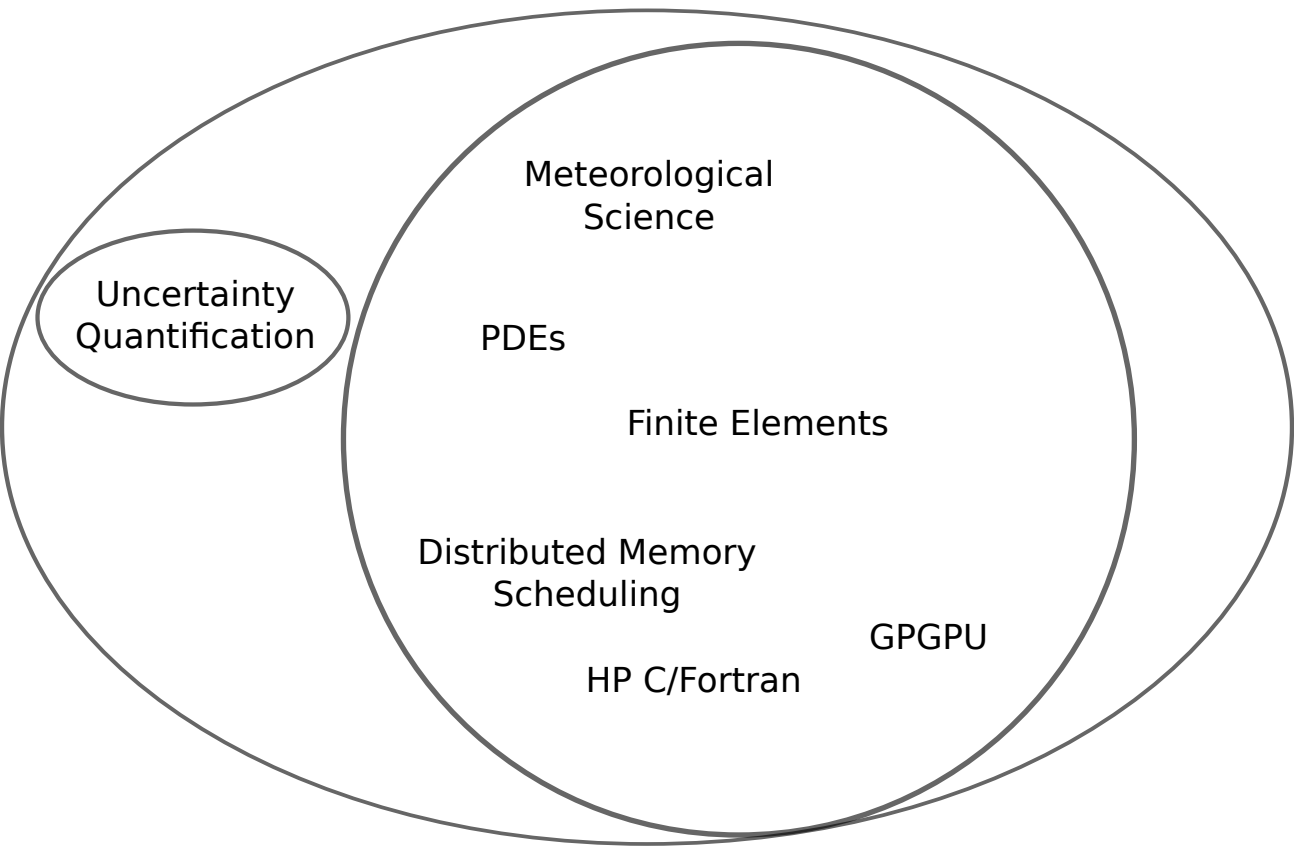 Meteorological
Science
Uncertainty
Quantification
PDEs
Finite Elements
Distributed Memory
Scheduling
GPGPU
HP C/Fortran